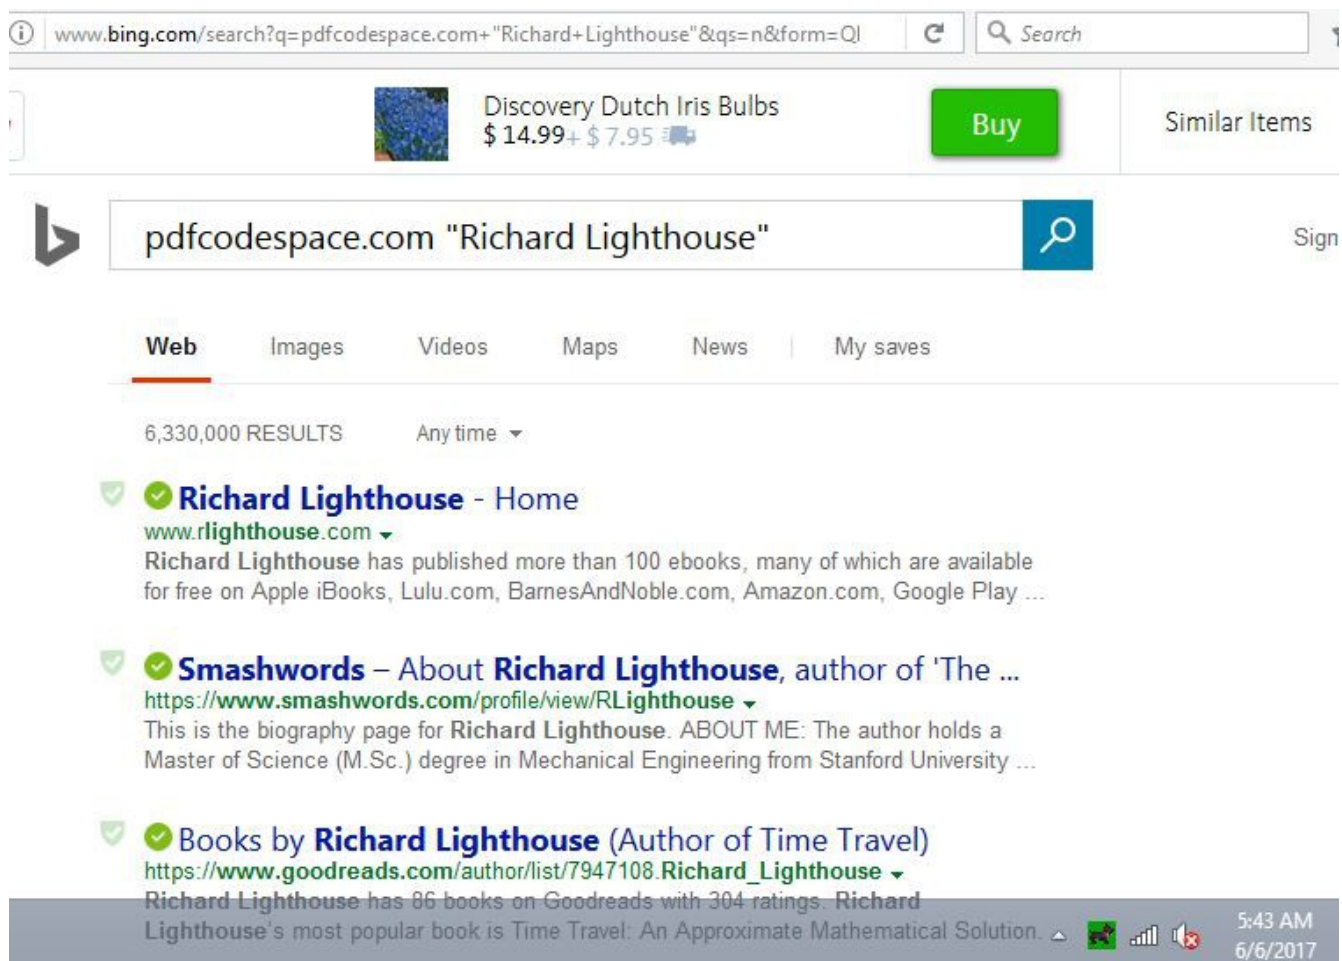 www.bing.com/search?q=pdfcodespace.com+"Richard+Lighthouse"&qs=n&form=Ql
Search
Discovery Dutch Iris Bulbs
$ 14.99+ $ 7.95
Buy
Similar Items
pdfcodespace.com "Richard Lighthouse"
Sign
Web Images Videos Maps News | My saves
6,330,000 RESULTS Any time
Richard Lighthouse - Home
www.rlighthouse.com
Richard Lighthouse has published more than 100 ebooks, many of which are available
for free on Apple iBooks, Lulu.com, BarnesAndNoble.com, Amazon.com, Google Play ...
Smashwords – About Richard Lighthouse, author of 'The ...
https://www.smashwords.com/profile/view/RLighthouse
This is the biography page for Richard Lighthouse. ABOUT ME: The author holds a
Master of Science (M.Sc.) degree in Mechanical Engineering from Stanford University ...
Books by Richard Lighthouse (Author of Time Travel)
https://www.goodreads.com/author/list/7947108.Richard_Lighthouse
Richard Lighthouse has 86 books on Goodreads with 304 ratings. Richard
Lighthouse's most popular book is Time Travel: An Approximate Mathematical Solution.
5:43 AM
6/6/2017